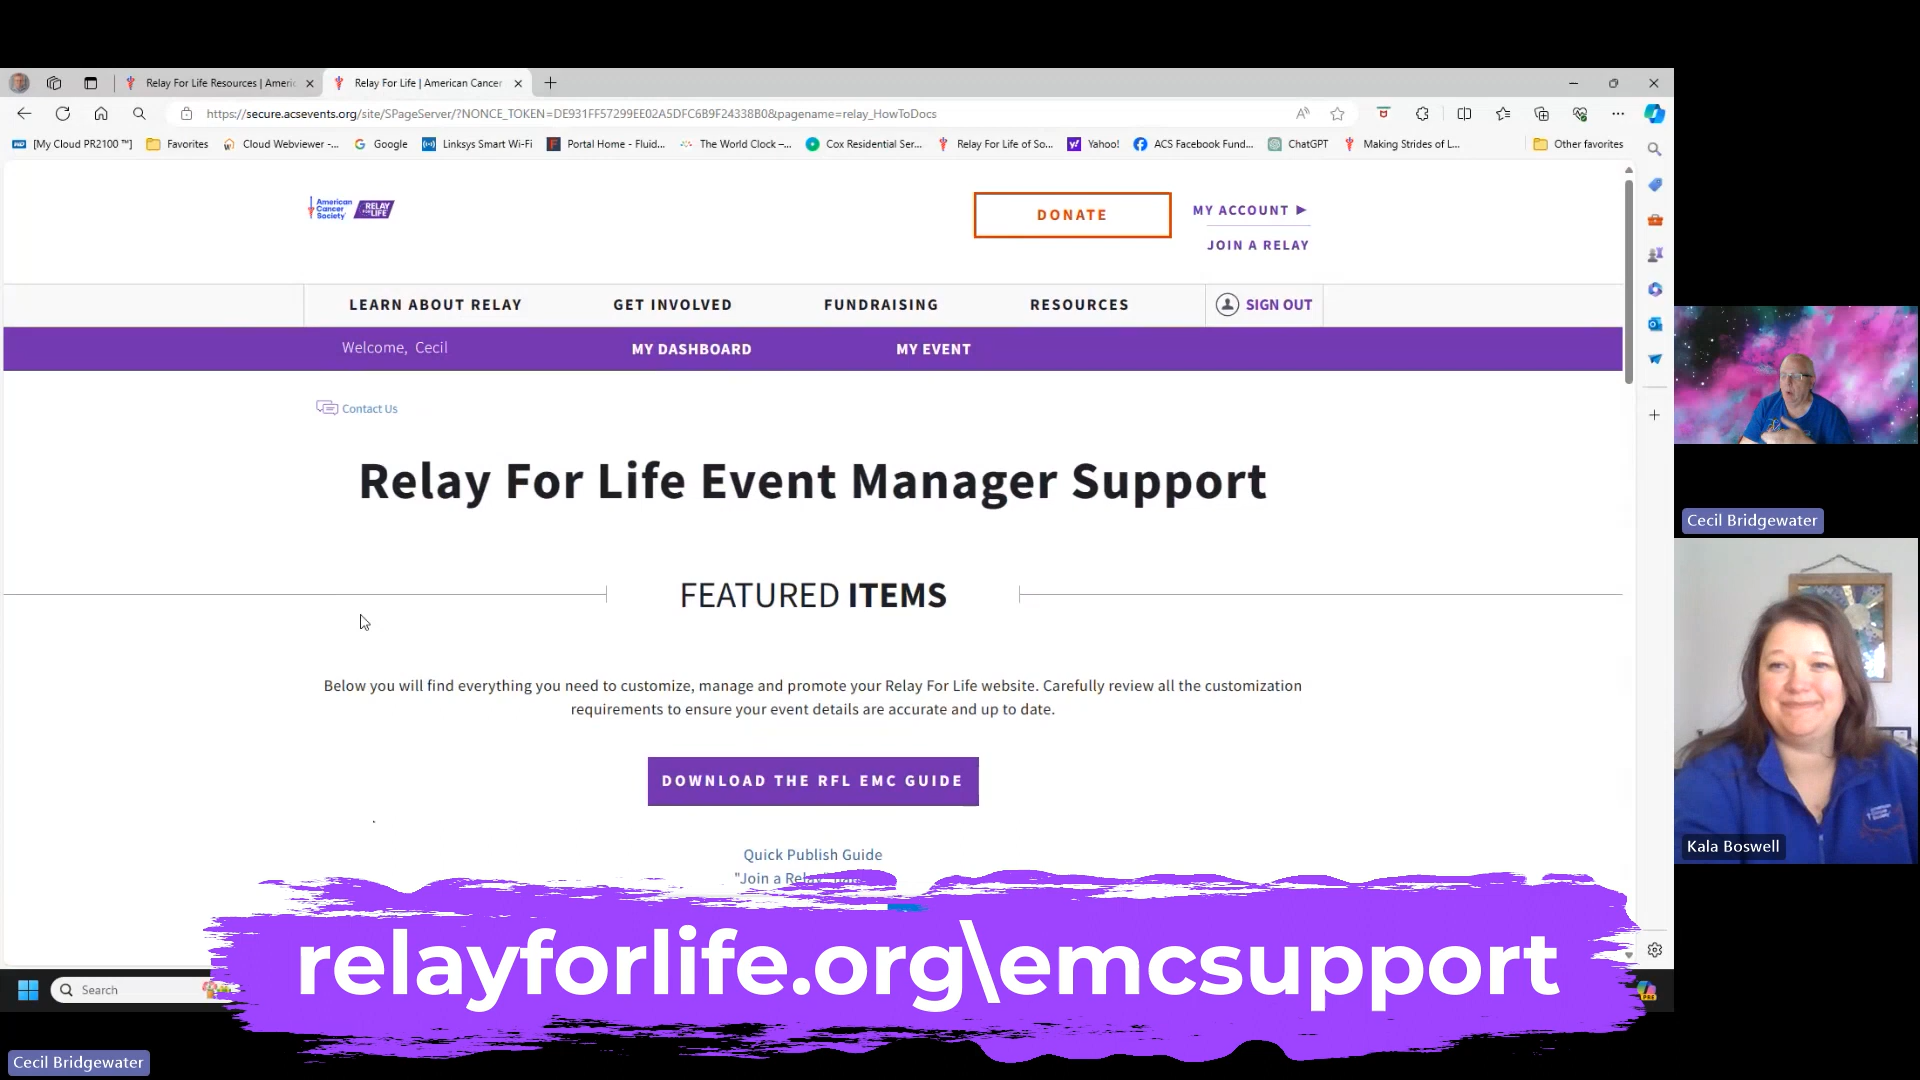 Relay For Life Resources | Americ
Relay For Life | American Cancer
https://secure.acsevents.org/site/SPageServer/?NONCE_TOKEN=DE931FF57299EE02A5DFC6B9F24338B0&pagename=relay_HowToDocs
[My Cloud PR2100 ™]
Favorites
Cloud Webviewer -...
Google
Linksys Smart Wi-Fi
Portal Home - Fluid...
The World Clock —...
Cox Residential Ser...
Relay For Life of So...
Yahoo!
ACS Facebook Fund...
ChatGPT
Making Strides of L...
Other favorites
American
Cancer
Society
RELAY
FOR LIFE
DONATE
MY ACCOUNT ▶
JOIN A RELAY
LEARN ABOUT RELAY
GET INVOLVED
FUNDRAISING
RESOURCES
SIGN OUT
Welcome, Cecil
MY DASHBOARD
MY EVENT
Contact Us
Relay For Life Event Manager Support
FEATURED ITEMS
Below you will find everything you need to customize, manage and promote your Relay For Life website. Carefully review all the customization
requirements to ensure your event details are accurate and up to date.
DOWNLOAD THE RFL EMC GUIDE
Quick Publish Guide
"Join a Relay
relayforlife.org\emcsupport
Search
Cecil Bridgewater
Kala Boswell
Cecil Bridgewater